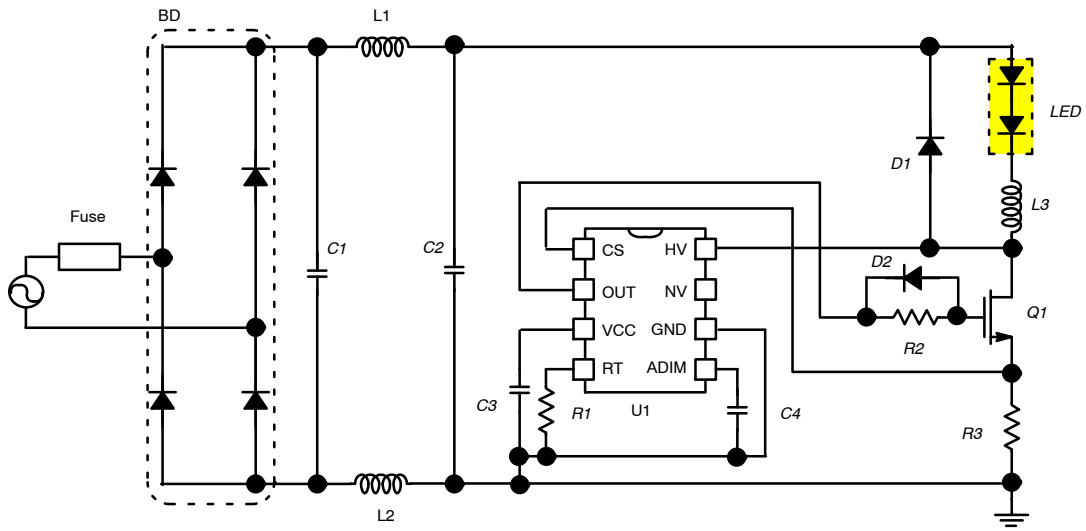 BD
L1
LED
D1
L3
Fuse
C1
C2
CS
HV
D2
OUT
NV
Q1
VCC
GND
R2
RT
ADIM
C3
R1
U1
C4
R3
L2